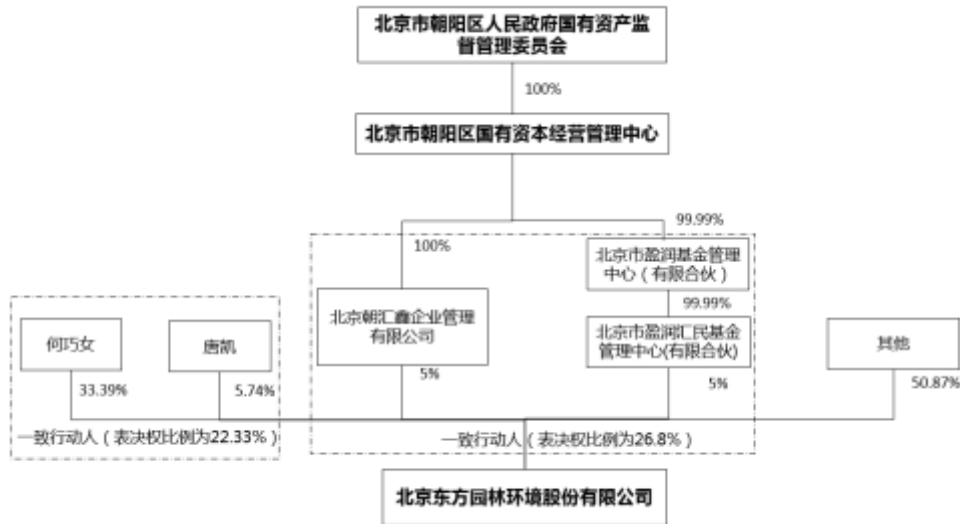 北京市朝阳区人民政府国有资产监
督管理委员会
100%
北京市朝阳区国有资本经营管理中心
99.99%
100%
北京市盈润基金管理
中心（有限合伙）
99.99%
北京朝汇鑫企业管理
有限公司
北京市盈润汇民基金
管理中心(有限合伙)
何巧女
唐凯
其他
33.39%
5.74%
5%
5%
50.87%
一致行动人（表决权比例为22.33%）
一致行动人（表决权比例为26.8%）
北京东方园林环境股份有限公司